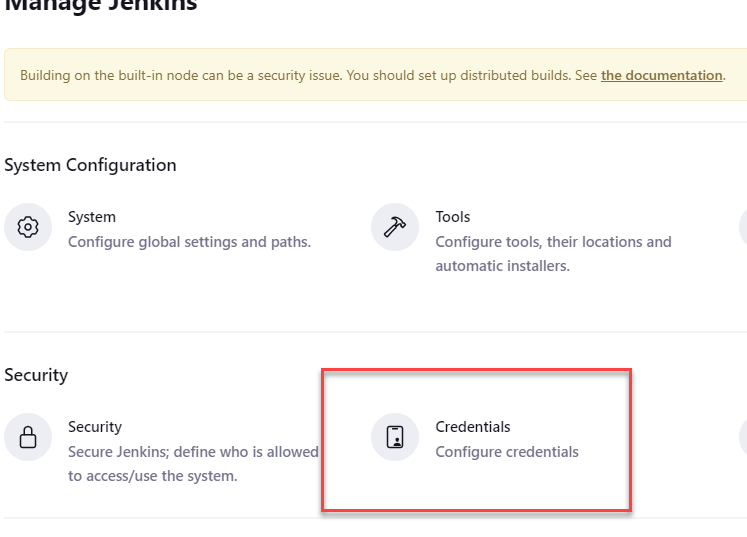 Manage Jenkins
Building on the built-in node can be a security issue. You should set up distributed builds. See the documentation.
System Configuration
System
Configure global settings and paths.
Tools
Configure tools, their locations and
automatic installers.
Security
Security
Secure Jenkins; define who is allowed
to access/use the system.
Credentials
Configure credentials